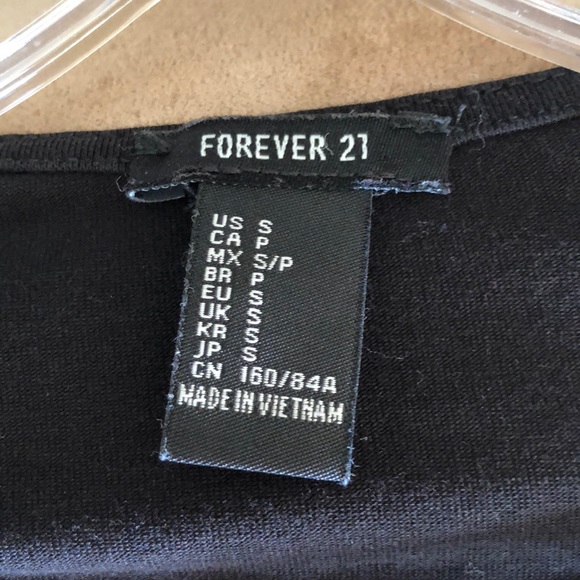 FOREVER 21
US S
CA P
MX S/P
BR P
EU S
UK S
KR S
JP S
CN 160/84A
MADE IN VIETNAM